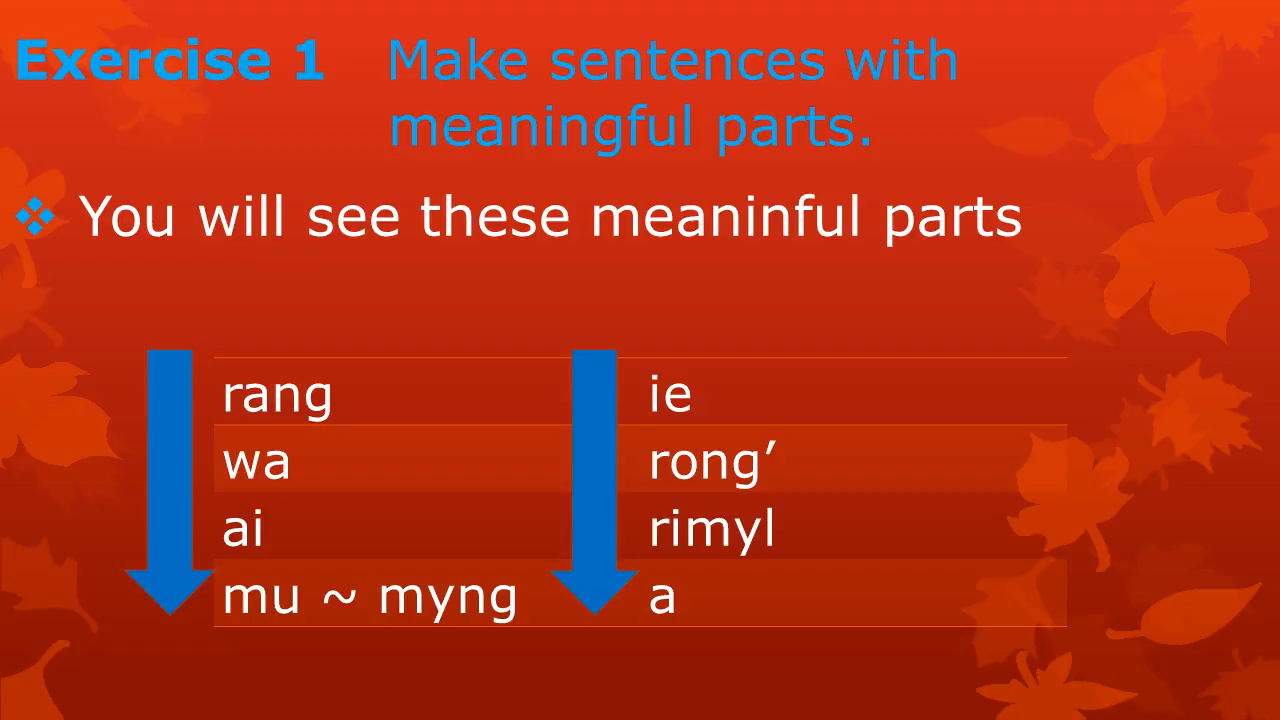 Exercise 1 Make sentences with
meaningful parts.
❖ You will see these meaninful parts
rang ie
wa rong’
ai rimyl
mu ~ myng a